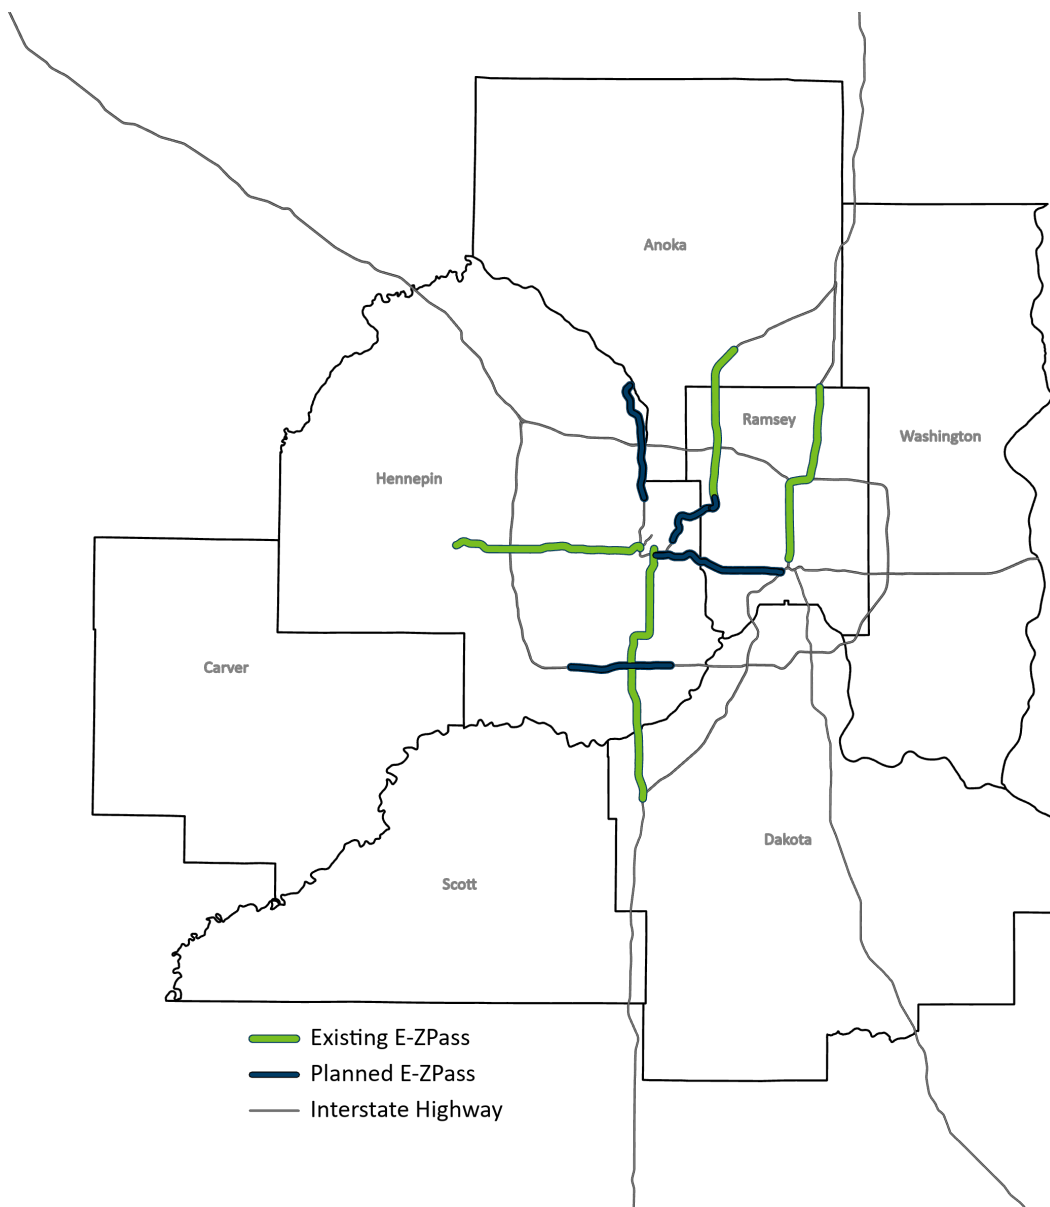 Anoka
Ramsey
Washington
Hennepin
Carver
Dakota
Scott
Existing E-ZPass
Planned E-ZPass
Interstate Highway